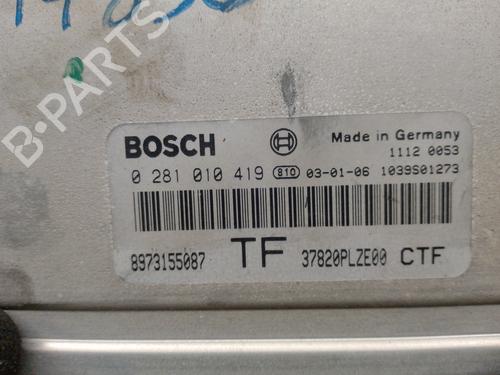 B-PARTS
BOSCH
Made in Germany
1112 0053
0 281 010 419 810 03-01-06 1039S01273
8973155087 TF 37820PLZE00 CTF